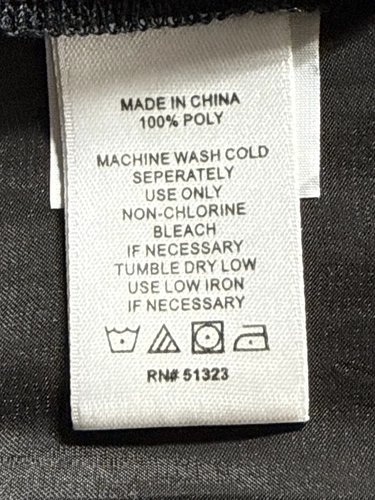 MADE IN CHINA
100% POLY
MACHINE WASH COLD
SEPERATELY
USE ONLY
NON-CHLORINE
BLEACH
IF NECESSARY
TUMBLE DRY LOW
USE LOW IRON
IF NECESSARY
RN# 51323